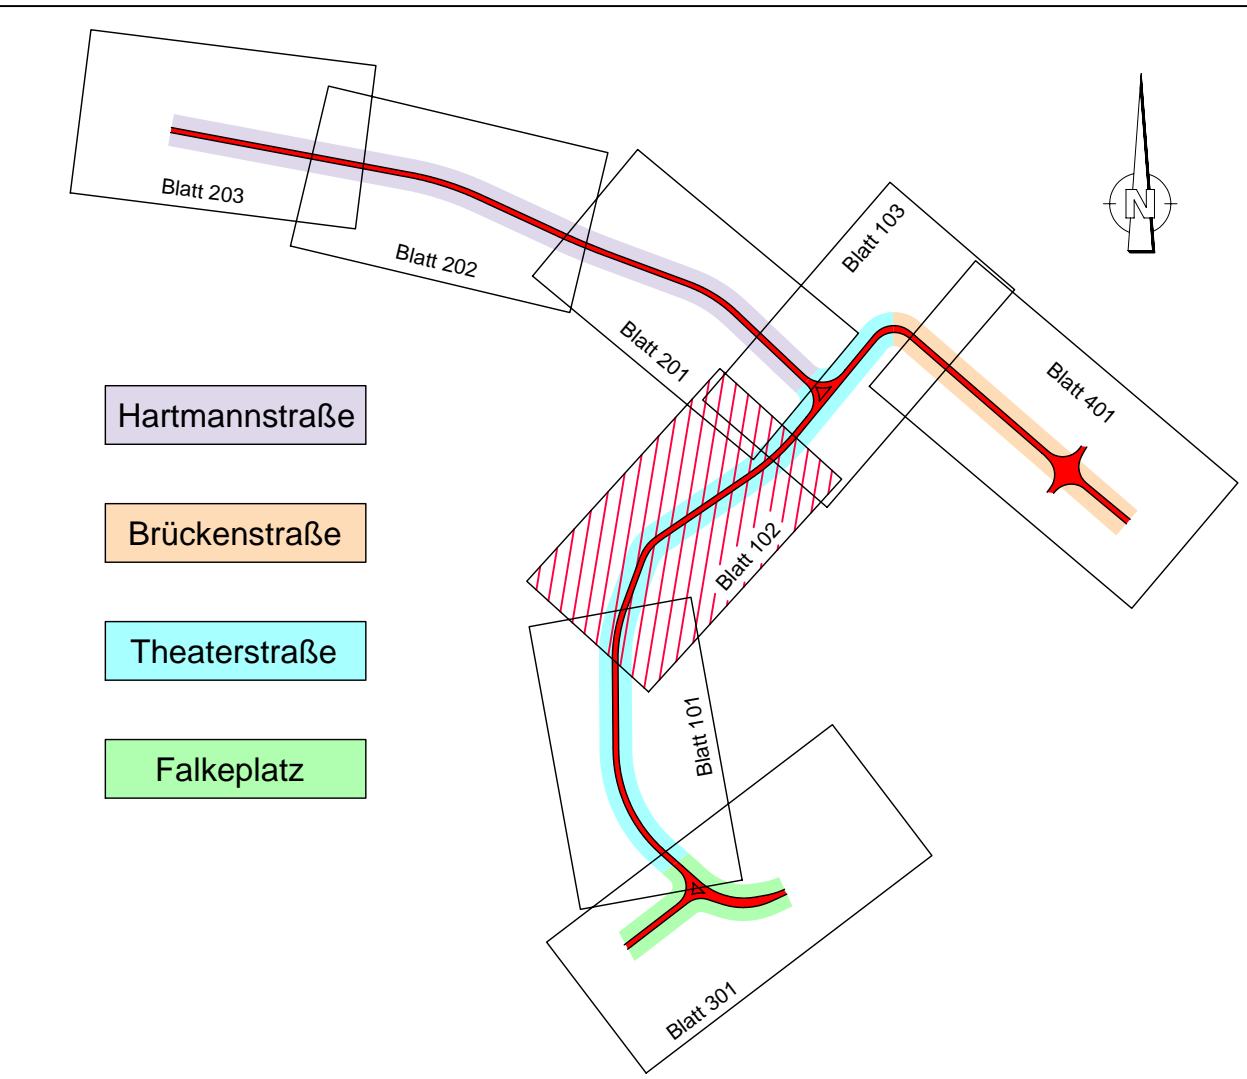 Blatt 203
Blatt 202
Blatt 201
Blatt 103
N
Blatt 401
Blatt 102
Blatt 101
Blatt 301
Hartmannstraße
Brückenstraße
Theaterstraße
Falkeplatz